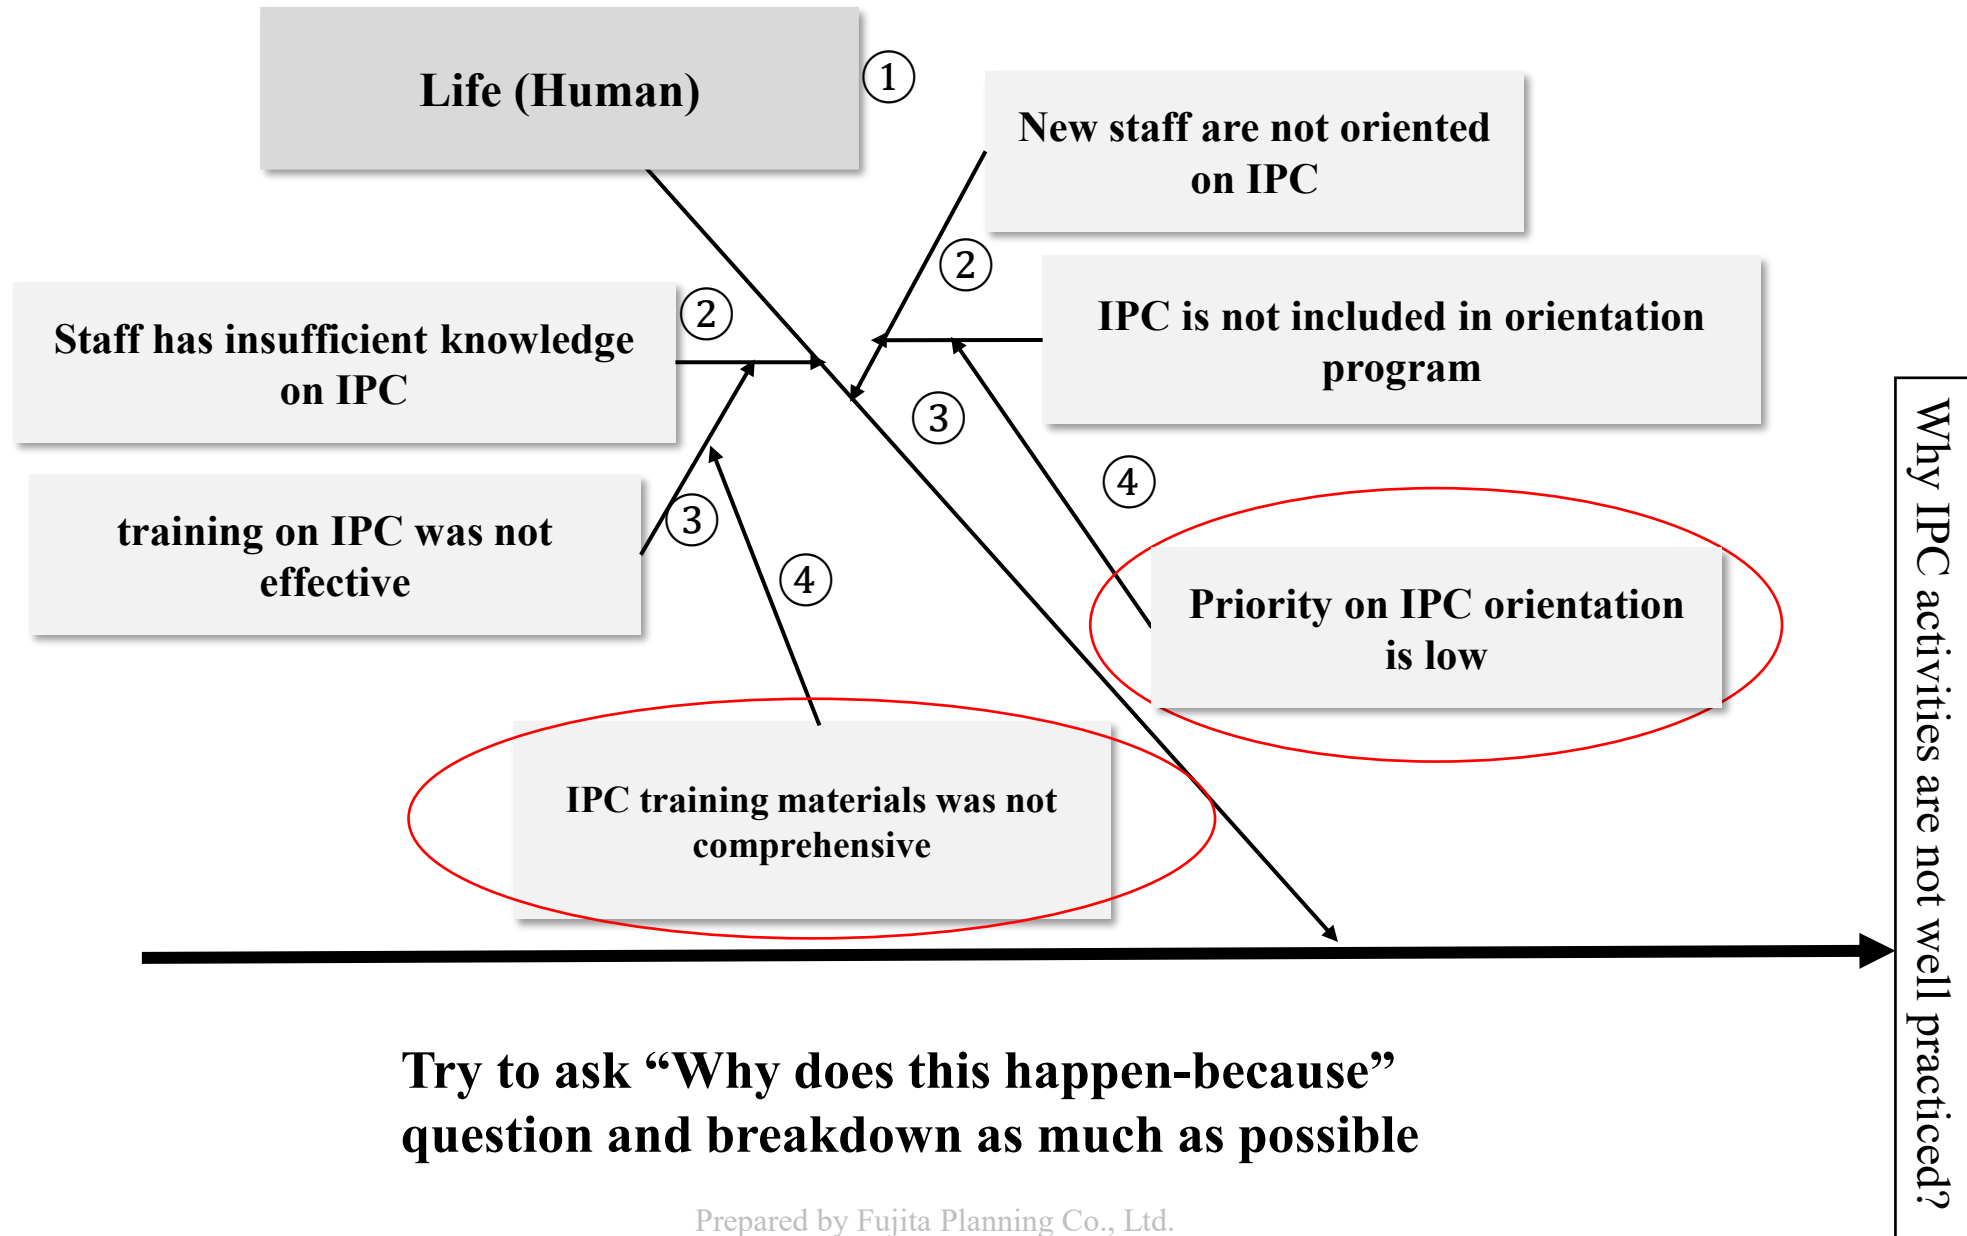 Life (Human)
①
New staff are not oriented
on IPC
②
②
Staff has insufficient knowledge
on IPC
IPC is not included in orientation
program
③
④
training on IPC was not
effective
③
④
Priority on IPC orientation
is low
IPC training materials was not
comprehensive
Why IPC activities are not well practiced?
Try to ask “Why does this happen-because”
question and breakdown as much as possible
Prepared by Fujita Planning Co., Ltd.